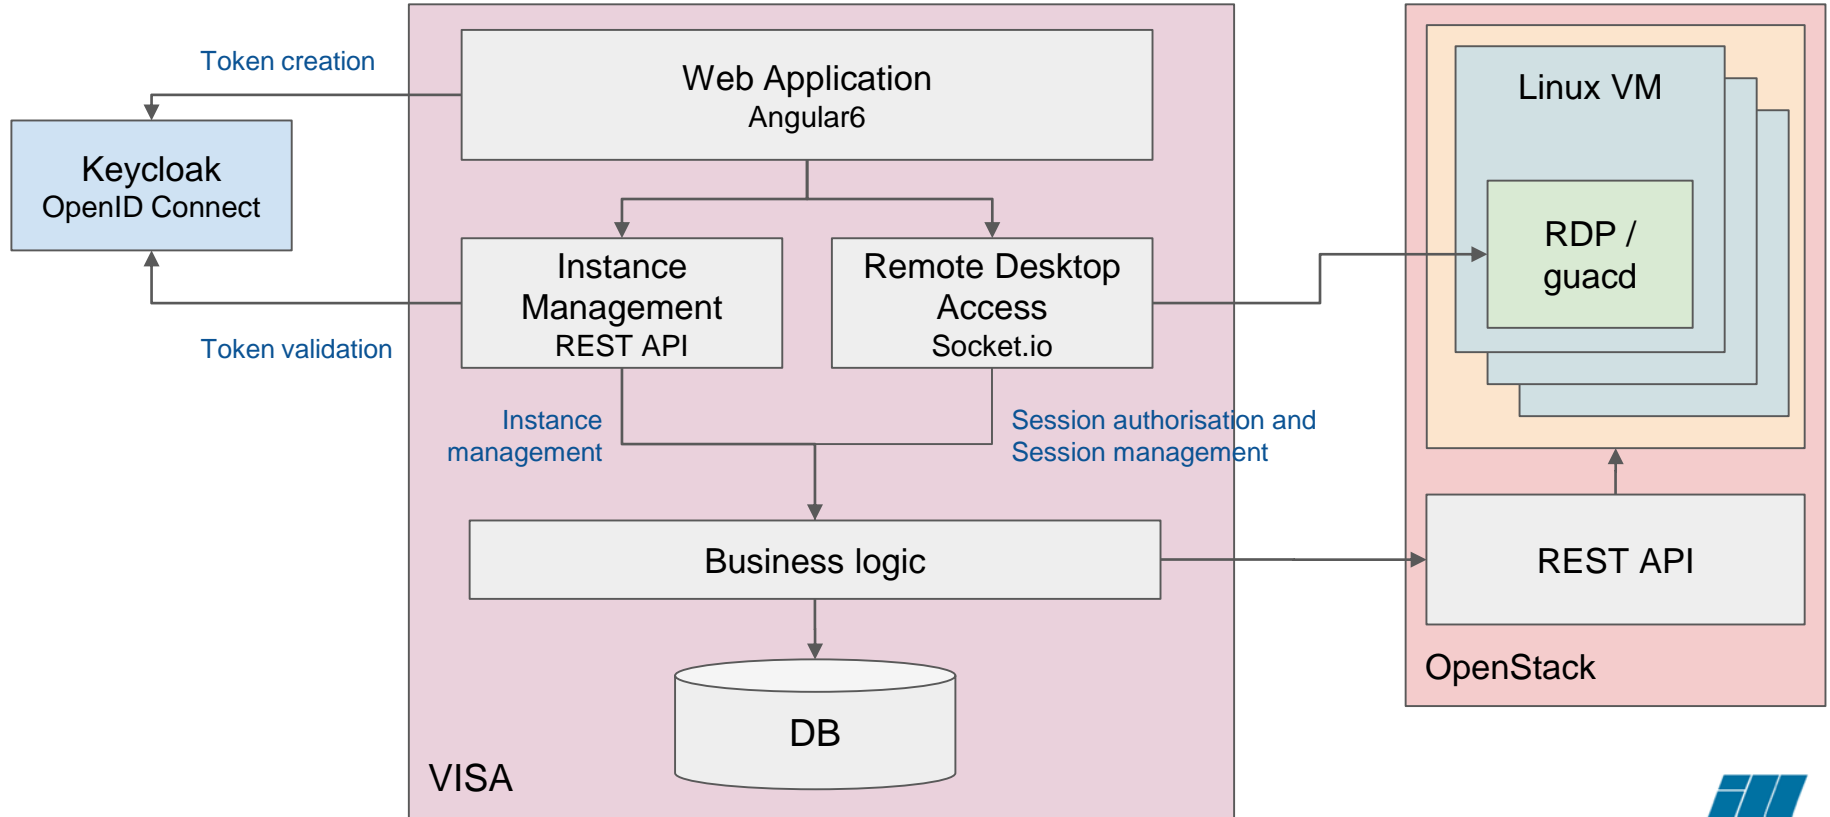 Token creation
Web Application
Angular6
Linux VM
Keycloak
OpenID Connect
Instance
Management
REST API
Remote Desktop
Access
Socket.io
RDP /
guacd
Token validation
Instance
management
Session authorisation and
Session management
Business logic
REST API
OpenStack
DB
VISA